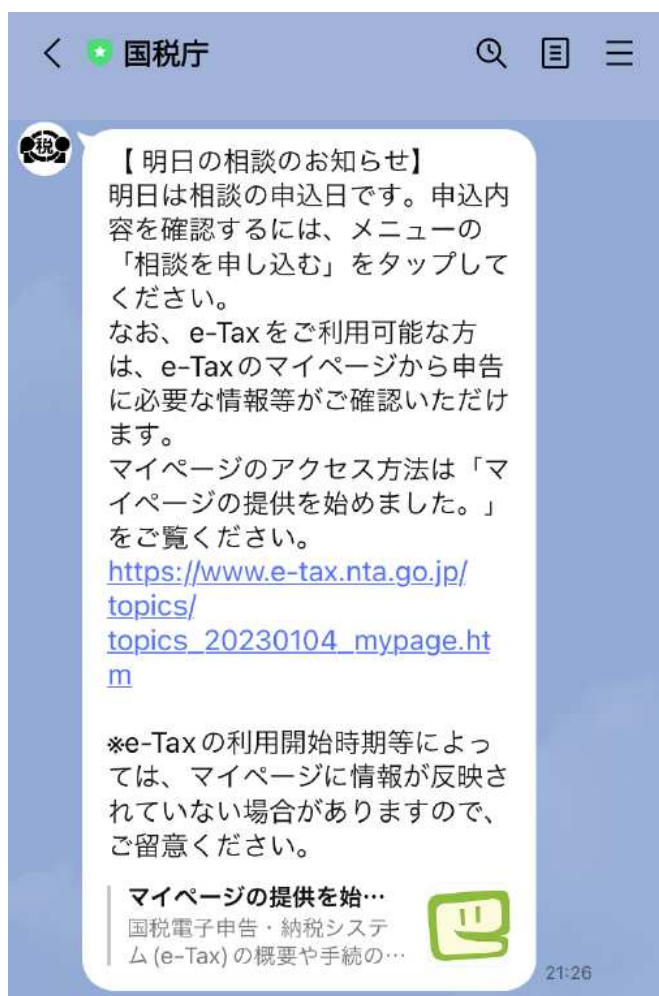 国税庁
税
【明日の相談のお知らせ】
明日は相談の申込日です。申込内
容を確認するには、メニューの
「相談を申し込む」をタップして
ください。
なお、e-Taxをご利用可能な方
は、e-Taxのマイページから申告
に必要な情報等がご確認いただけ
ます。
マイページのアクセス方法は「マ
イページの提供を始めました。」
をご覧ください。
https://www.e-tax.nta.go.jp/
topics/
topics_20230104_mypage.ht
m
※e-Taxの利用開始時期等によっ
ては、マイページに情報が反映さ
れていない場合がありますので、
ご留意ください。
マイページの提供を始…
国税電子申告・納税システ
ム(e-Tax)の概要や手続の…
21:26